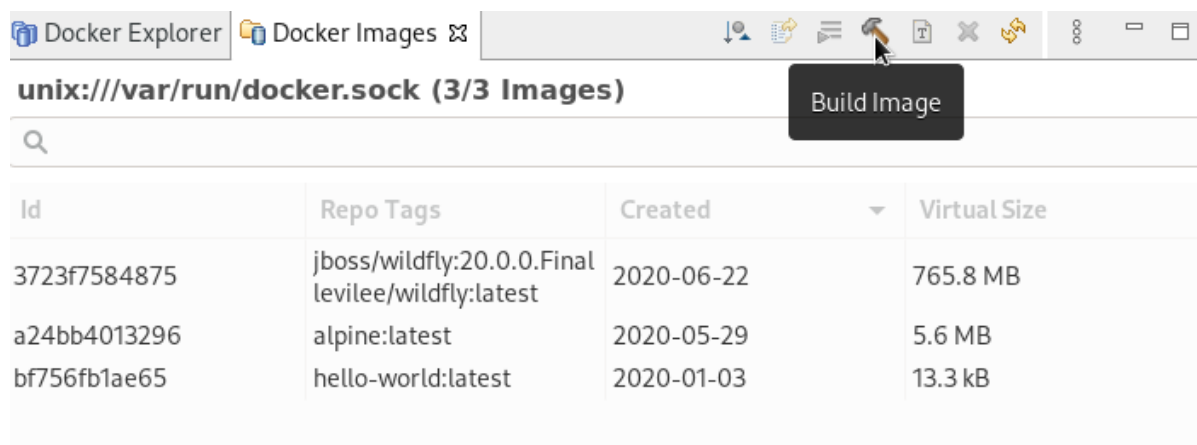 Docker Explorer Docker Images
unix:///var/run/docker.sock (3/3 Images)
Build Image
Id Repo Tags Created Virtual Size
3723f7584875 jboss/wildfly:20.0.0.Final 2020-06-22 765.8 MB
levilee/wildfly:latest
a24bb4013296 alpine:latest 2020-05-29 5.6 MB
bf756fb1ae65 hello-world:latest 2020-01-03 13.3 kB